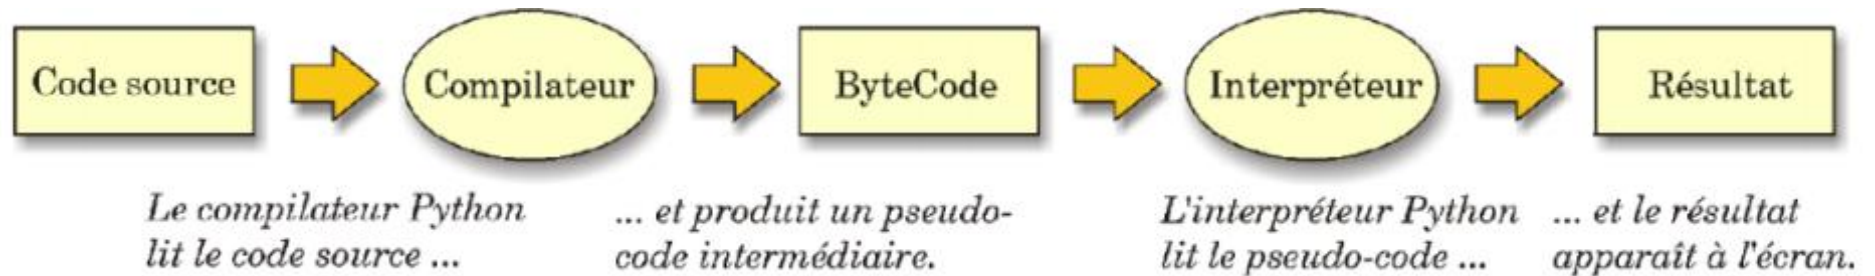 Code source
Compilateur
ByteCode
Interpréteur
Résultat
Le compilateur Python
lit le code source ...
... et produit un pseudo-
code intermédiaire.
L'interpréteur Python
lit le pseudo-code ...
... et le résultat
apparaît à l'écran.